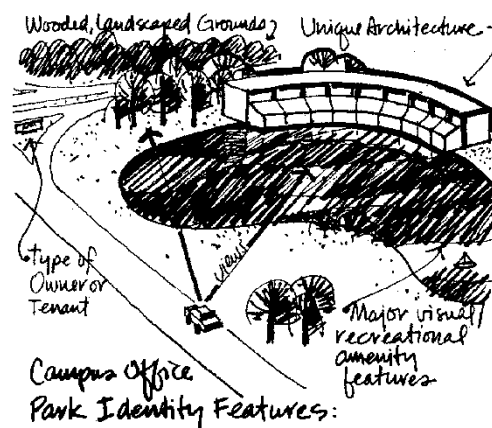 Wooded, Landscaped Grounds
Unique Architecture
Views
Type of
Owner or
Tenant
Major visual/
recreational
amenity
features
Campus Office
Park Identity Features: